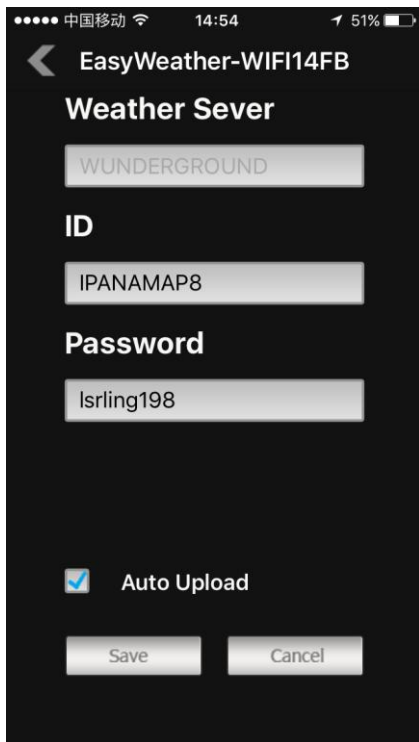 中国移动 14:54 51%
EasyWeather-WIFI14FB
Weather Sever
WUNDERGROUND
ID
IPANAMAP8
Password
lsrling198
Auto Upload
Save Cancel